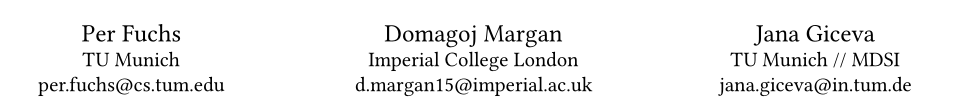 Per Fuchs
TU Munich
per.fuchs@cs.tum.edu
Domagoj Margan
Imperial College London
d.margan15@imperial.ac.uk
Jana Giceva
TU Munich // MDSI
jana.giceva@in.tum.de